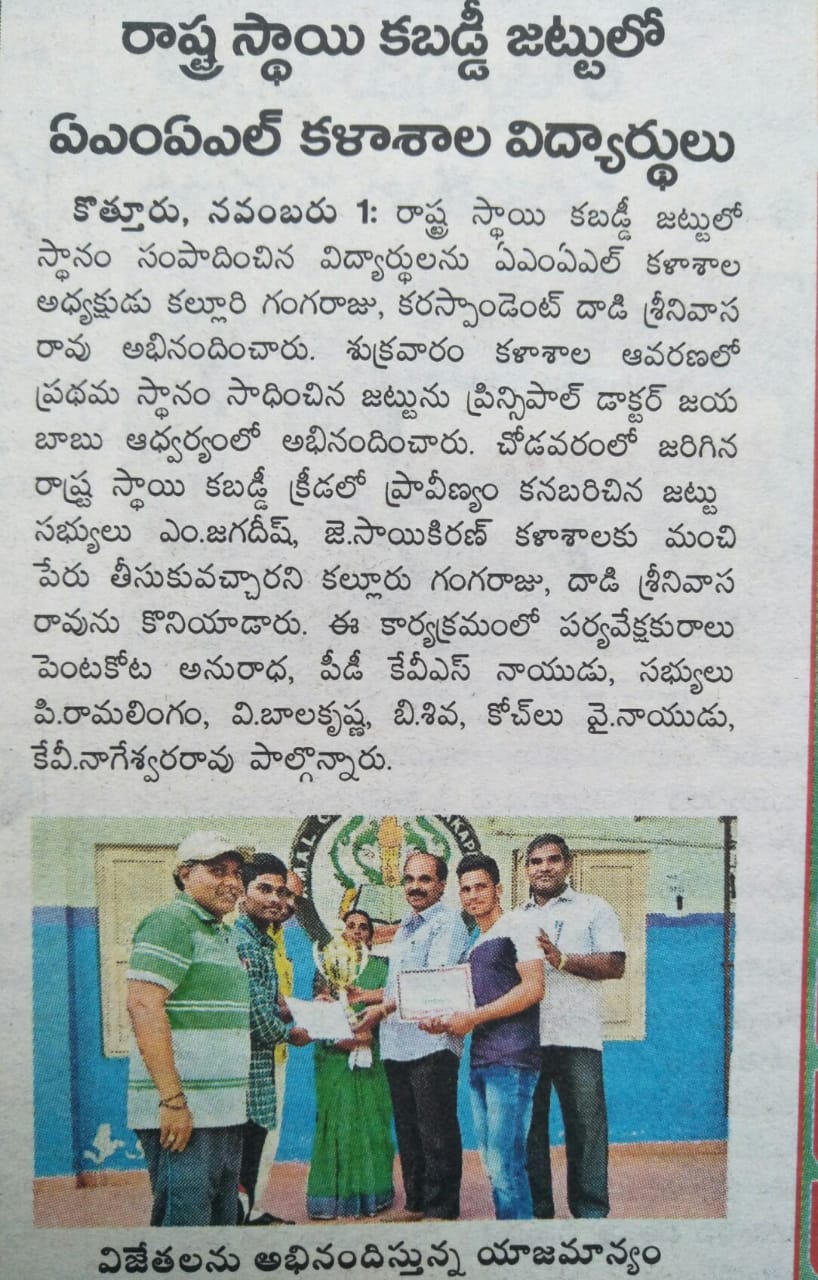 రాష్ట్ర స్థాయి కబడ్డీ జట్టులో
ఏఎంఏఎల్ కళాశాల విద్యార్థులు
కొత్తూరు, నవంబరు 1: రాష్ట్ర స్థాయి కబడ్డీ జట్టులో
స్థానం సంపాదించిన విద్యార్థులను ఏఎంఏఎల్ కళాశాల
అధ్యక్షుడు కల్లూరి గంగరాజు, కరస్పాండెంట్ దాడి శ్రీనివాస
రావు అభినందించారు. శుక్రవారం కళాశాల ఆవరణలో
ప్రథమ స్థానం సాధించిన జట్టును ప్రిన్సిపాల్ డాక్టర్ జయ
బాబు ఆధ్వర్యంలో అభినందించారు. చోడవరంలో జరిగిన
రాష్ట్ర స్థాయి కబడ్డీ క్రీడలో ప్రావీణ్యం కనబరిచిన జట్టు
సభ్యులు ఎం.జగదీష్, జె.సాయికిరణ్ కళాశాలకు మంచి
పేరు తీసుకువచ్చారని కల్లూరు గంగరాజు, దాడి శ్రీనివాస
రావును కొనియాడారు. ఈ కార్యక్రమంలో పర్యవేక్షకురాలు
పెంటకోట అనురాధ, పీడీ కేవీఎస్ నాయుడు, సభ్యులు
పి.రామలింగం, వి.బాలకృష్ణ, బి.శివ, కోచ్‌లు వై.నాయుడు,
కేవీ.నాగేశ్వరరావు పాల్గొన్నారు.
విజేతలను అభినందిస్తున్న యాజమాన్యం